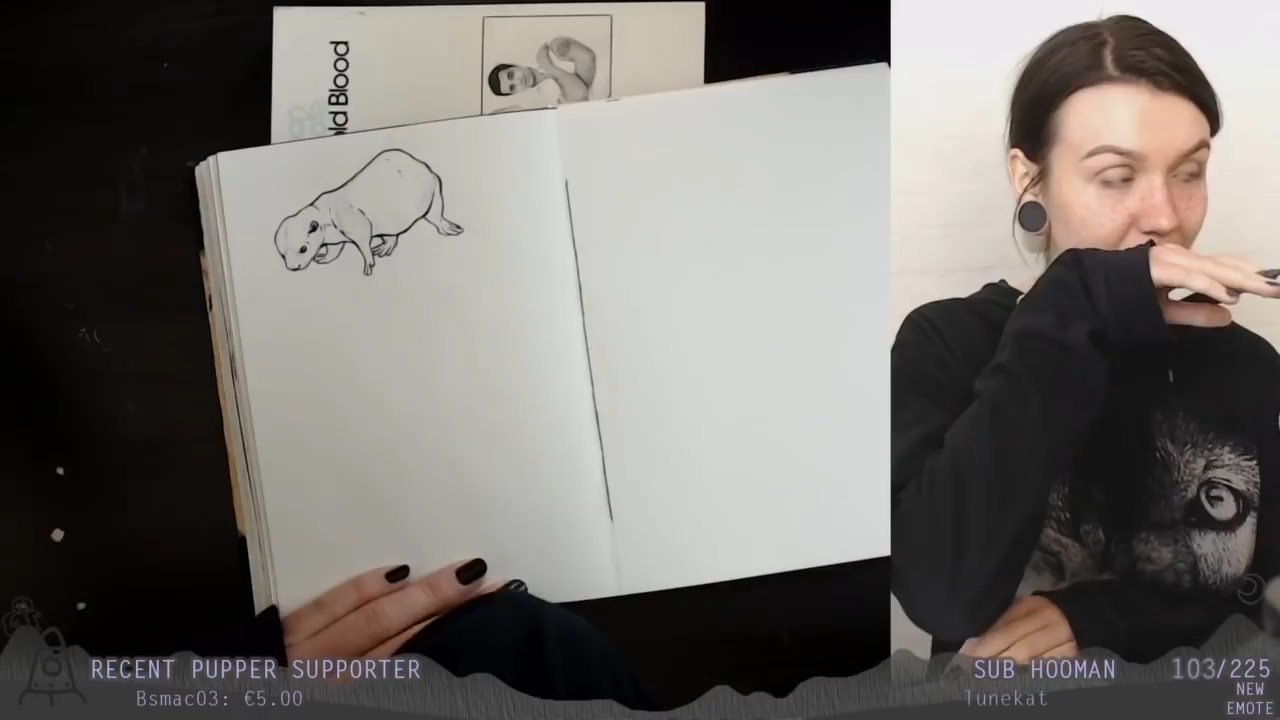 ld Blood
RECENT PUPPER SUPPORTER
Bsmac03: €5.00
SUB HOOMAN
103/225
lunekat
NEW
EMOTE